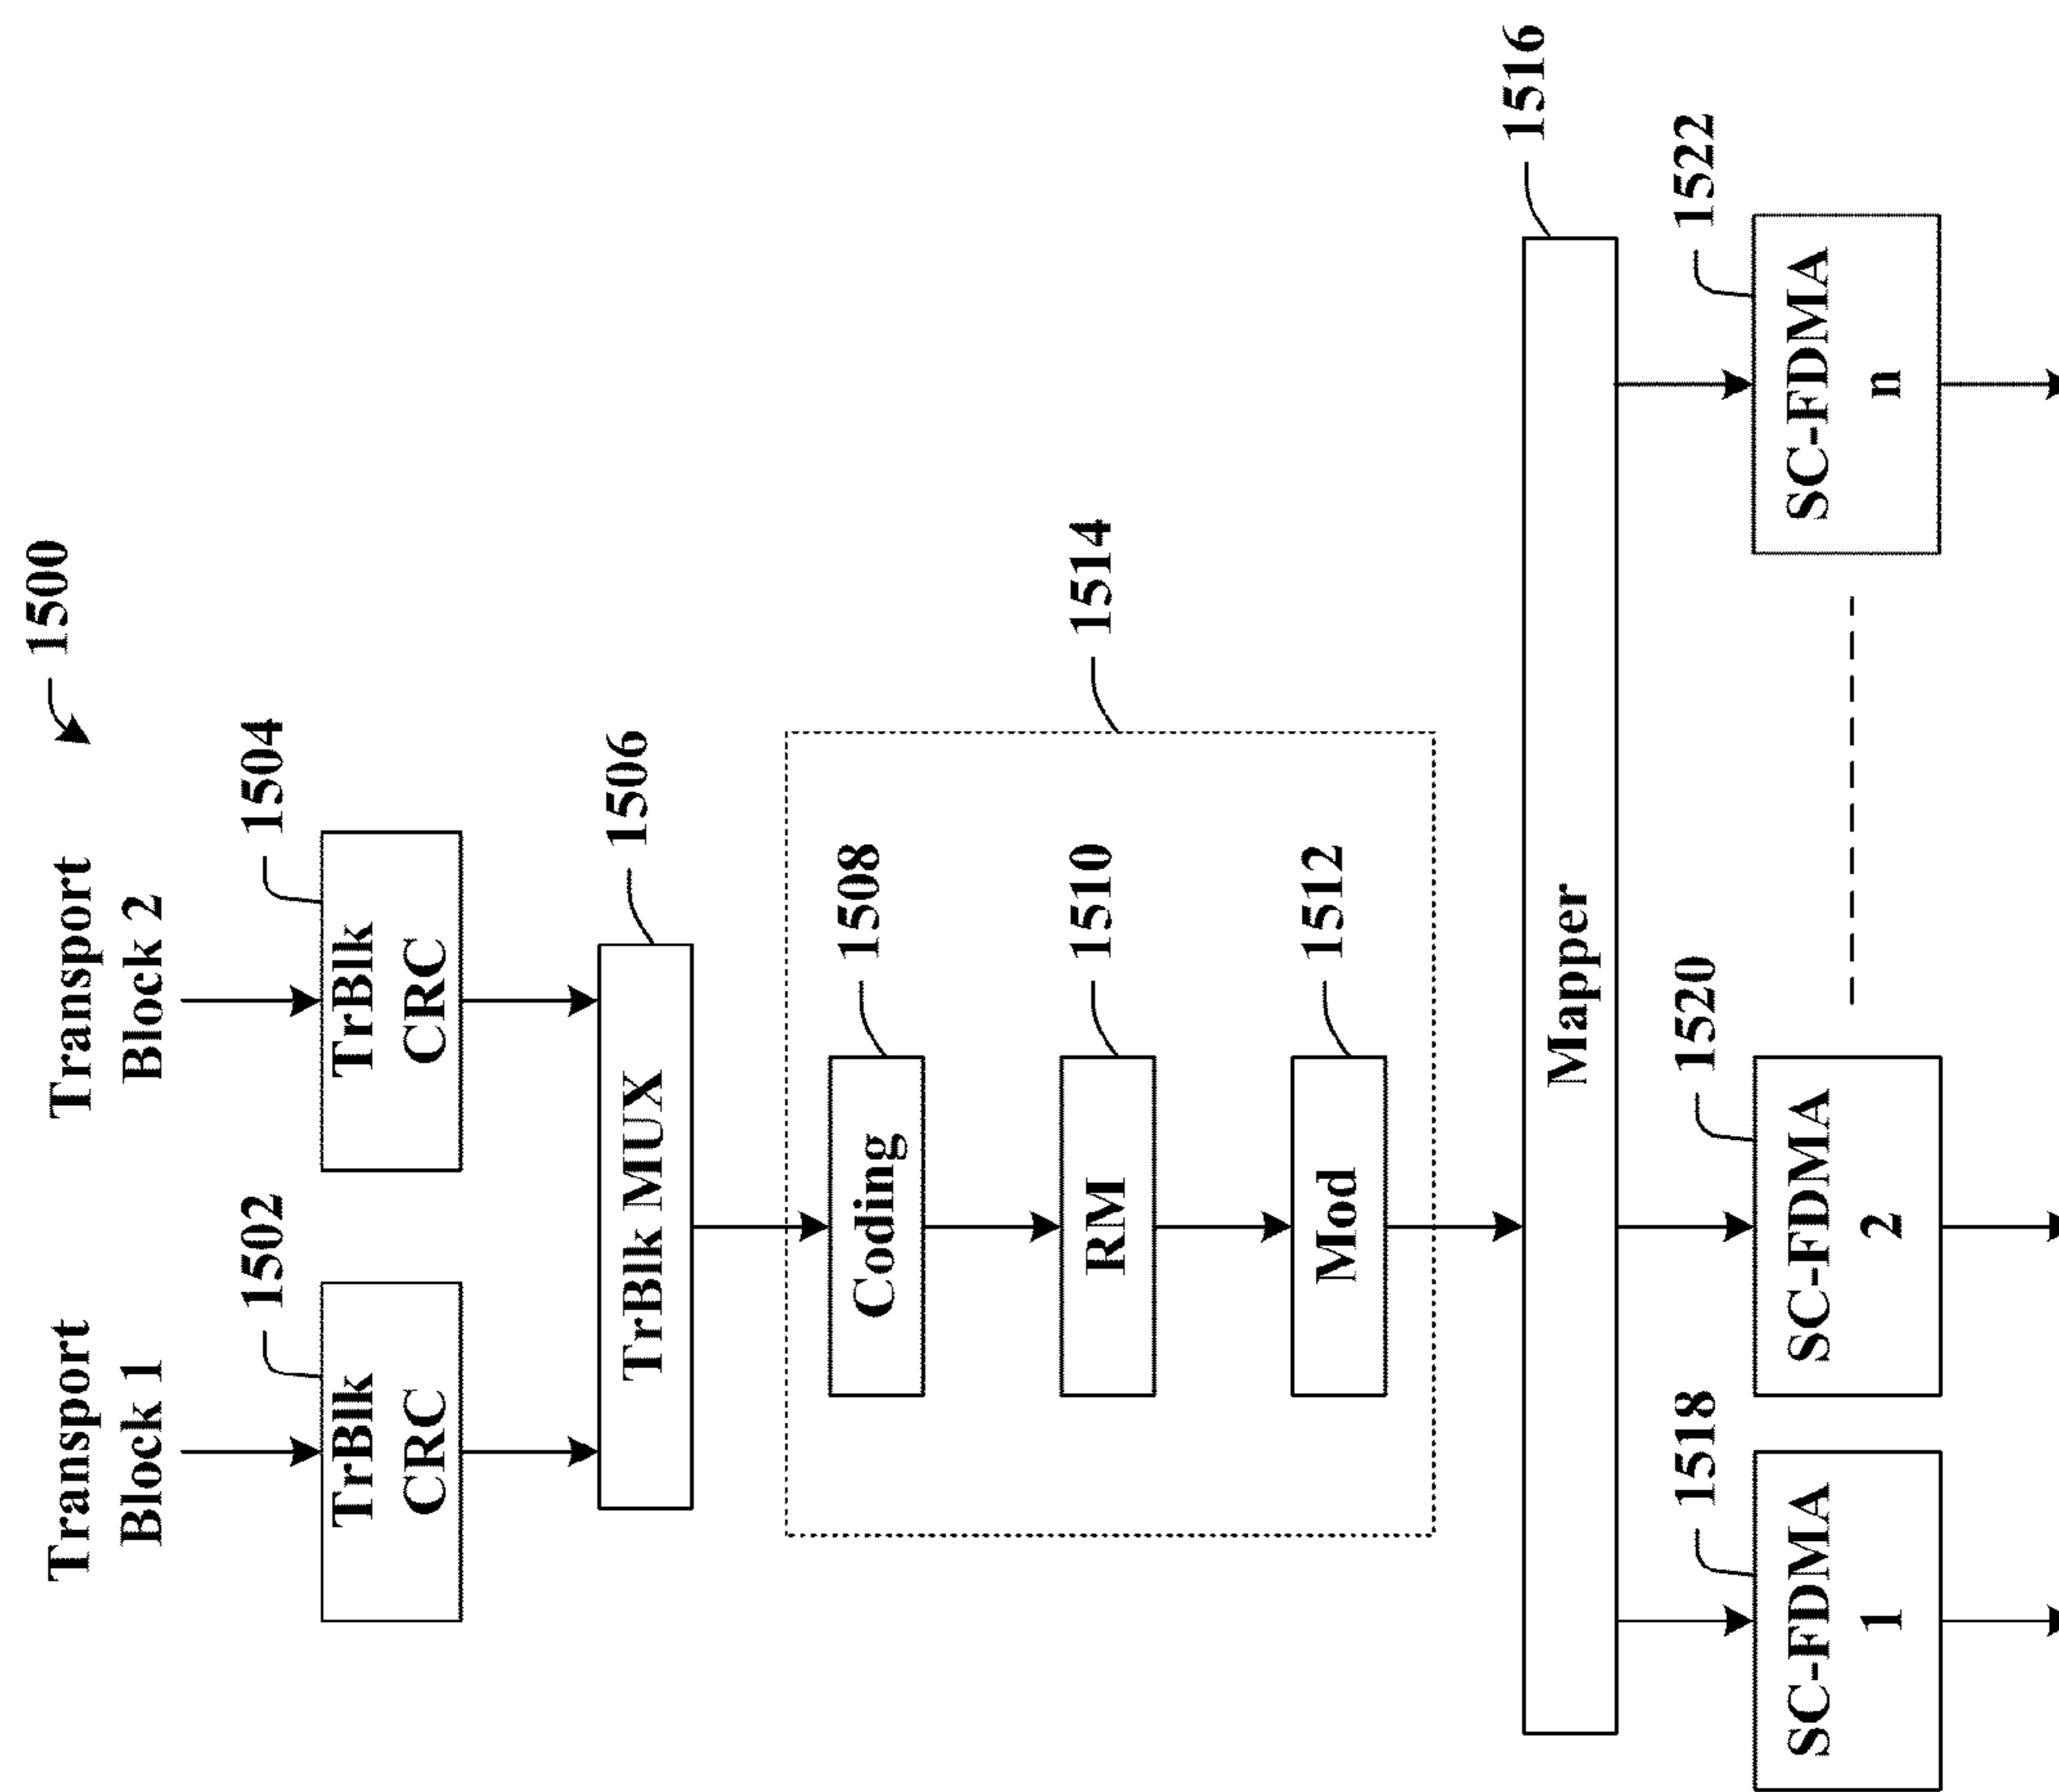 1500
Transport
Block 1
Transport
Block 2
1502
1504
TrBlk
CRC
TrBlk
CRC
1506
TrBlk MUX
1514
1508
Coding
1510
RM
1512
Mod
1516
Mapper
1518
1520
1522
SC-FDMA
1
SC-FDMA
2
SC-FDMA
n